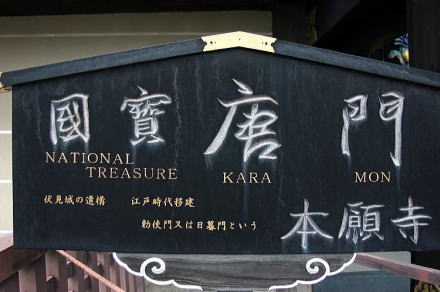 國寳 唐門
NATIONAL TREASURE KARA MON
伏見城の遺構 江戸時代移建
勅使門又は日暮門という
本願寺